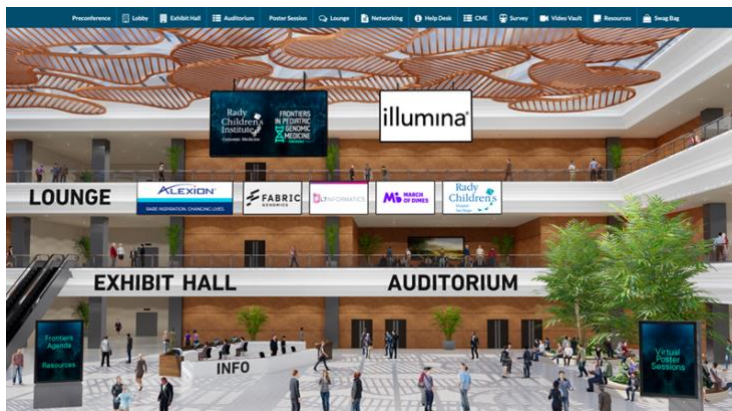 Preconference Lobby Exhibit Hall Auditorium Poster Session Lounge Networking Help Desk CME Survey Video Vault Resources Swag Bag
Rady
Children's
Institute
Genomic Medicine
FRONTIERS
IN PEDIATRIC
GENOMIC
MEDICINE
illumina
LOUNGE
ALEXION
RARE INSPIRATION. CHANGING LIVES.
FABRIC
GENOMICS
MARCH
OF DIMES
Rady
Children's
EXHIBIT HALL
AUDITORIUM
INFO
Frontiers
Agenda
Resources
Virtual
Poster
Sessions